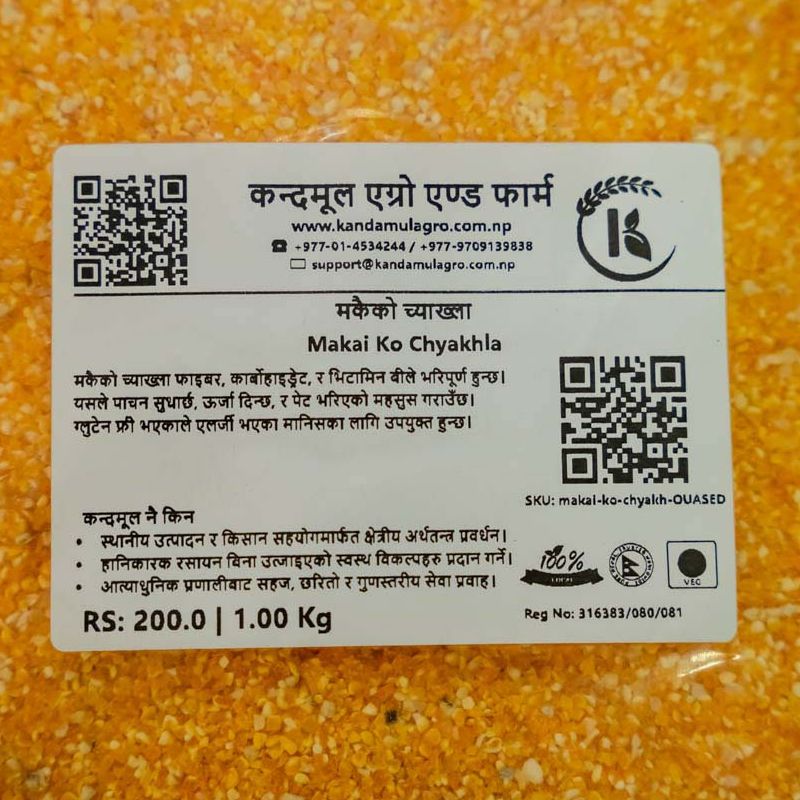 कन्दमूल एग्रो एण्ड फार्म
www.kandamulagro.com.np
+977-01-4534244 / +977-9709139838
support@kandamulagro.com.np
मकैको च्याख्ला
Makai Ko Chyakhla
मकैको च्याख्ला फाइबर, कार्बोहाइड्रेट, र भिटामिन बीले भरिपूर्ण हुन्छ।
यसले पाचन सुधार्छ, ऊर्जा दिन्छ, र पेट भरिएको महसुस गराउँछ।
ग्लुटेन फ्री भएकाले एलर्जी भएका मानिसका लागि उपयुक्त हुन्छ।
SKU: makai-ko-chyakh-OUASED
कन्दमूल नै किन
• स्थानीय उत्पादन र किसान सहयोगमार्फत क्षेत्रीय अर्थतन्त्र प्रवर्धन।
• हानिकारक रसायन बिना उत्जाइएको स्वस्थ विकल्पहरु प्रदान गर्ने।
• आत्याधुनिक प्रणालीबाट सहज, छरितो र गुणस्तरीय सेवा प्रवाह।
100%
LOCAL
VEG
RS: 200.0 | 1.00 Kg
Reg No: 316383/080/081